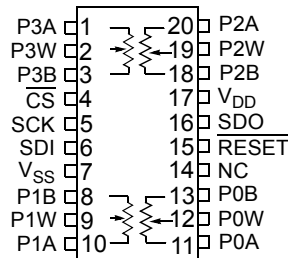 P3A 1 20 P2A
P3W 2 19 P2W
P3B 3 18 P2B
C̅S̅ 4 17 VDD
SCK 5 16 SDO
SDI 6 15 R̅E̅S̅E̅T̅
VSS 7 14 NC
P1B 8 13 P0B
P1W 9 12 P0W
P1A 10 11 P0A